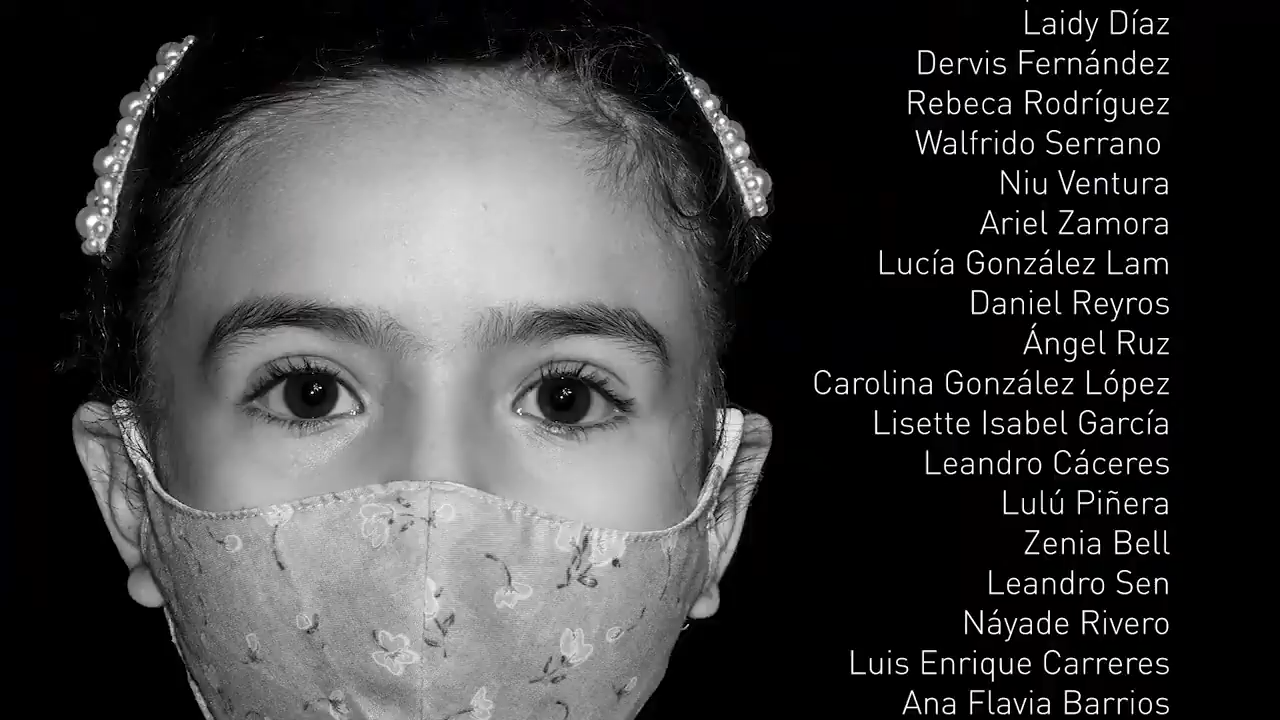 Laidy Díaz
Dervis Fernández
Rebeca Rodríguez
Walfrido Serrano
Niu Ventura
Ariel Zamora
Lucía González Lam
Daniel Reyros
Ángel Ruz
Carolina González López
Lisette Isabel García
Leandro Cáceres
Lulú Piñera
Zenia Bell
Leandro Sen
Náyade Rivero
Luis Enrique Carreres
Ana Flavia Barrios